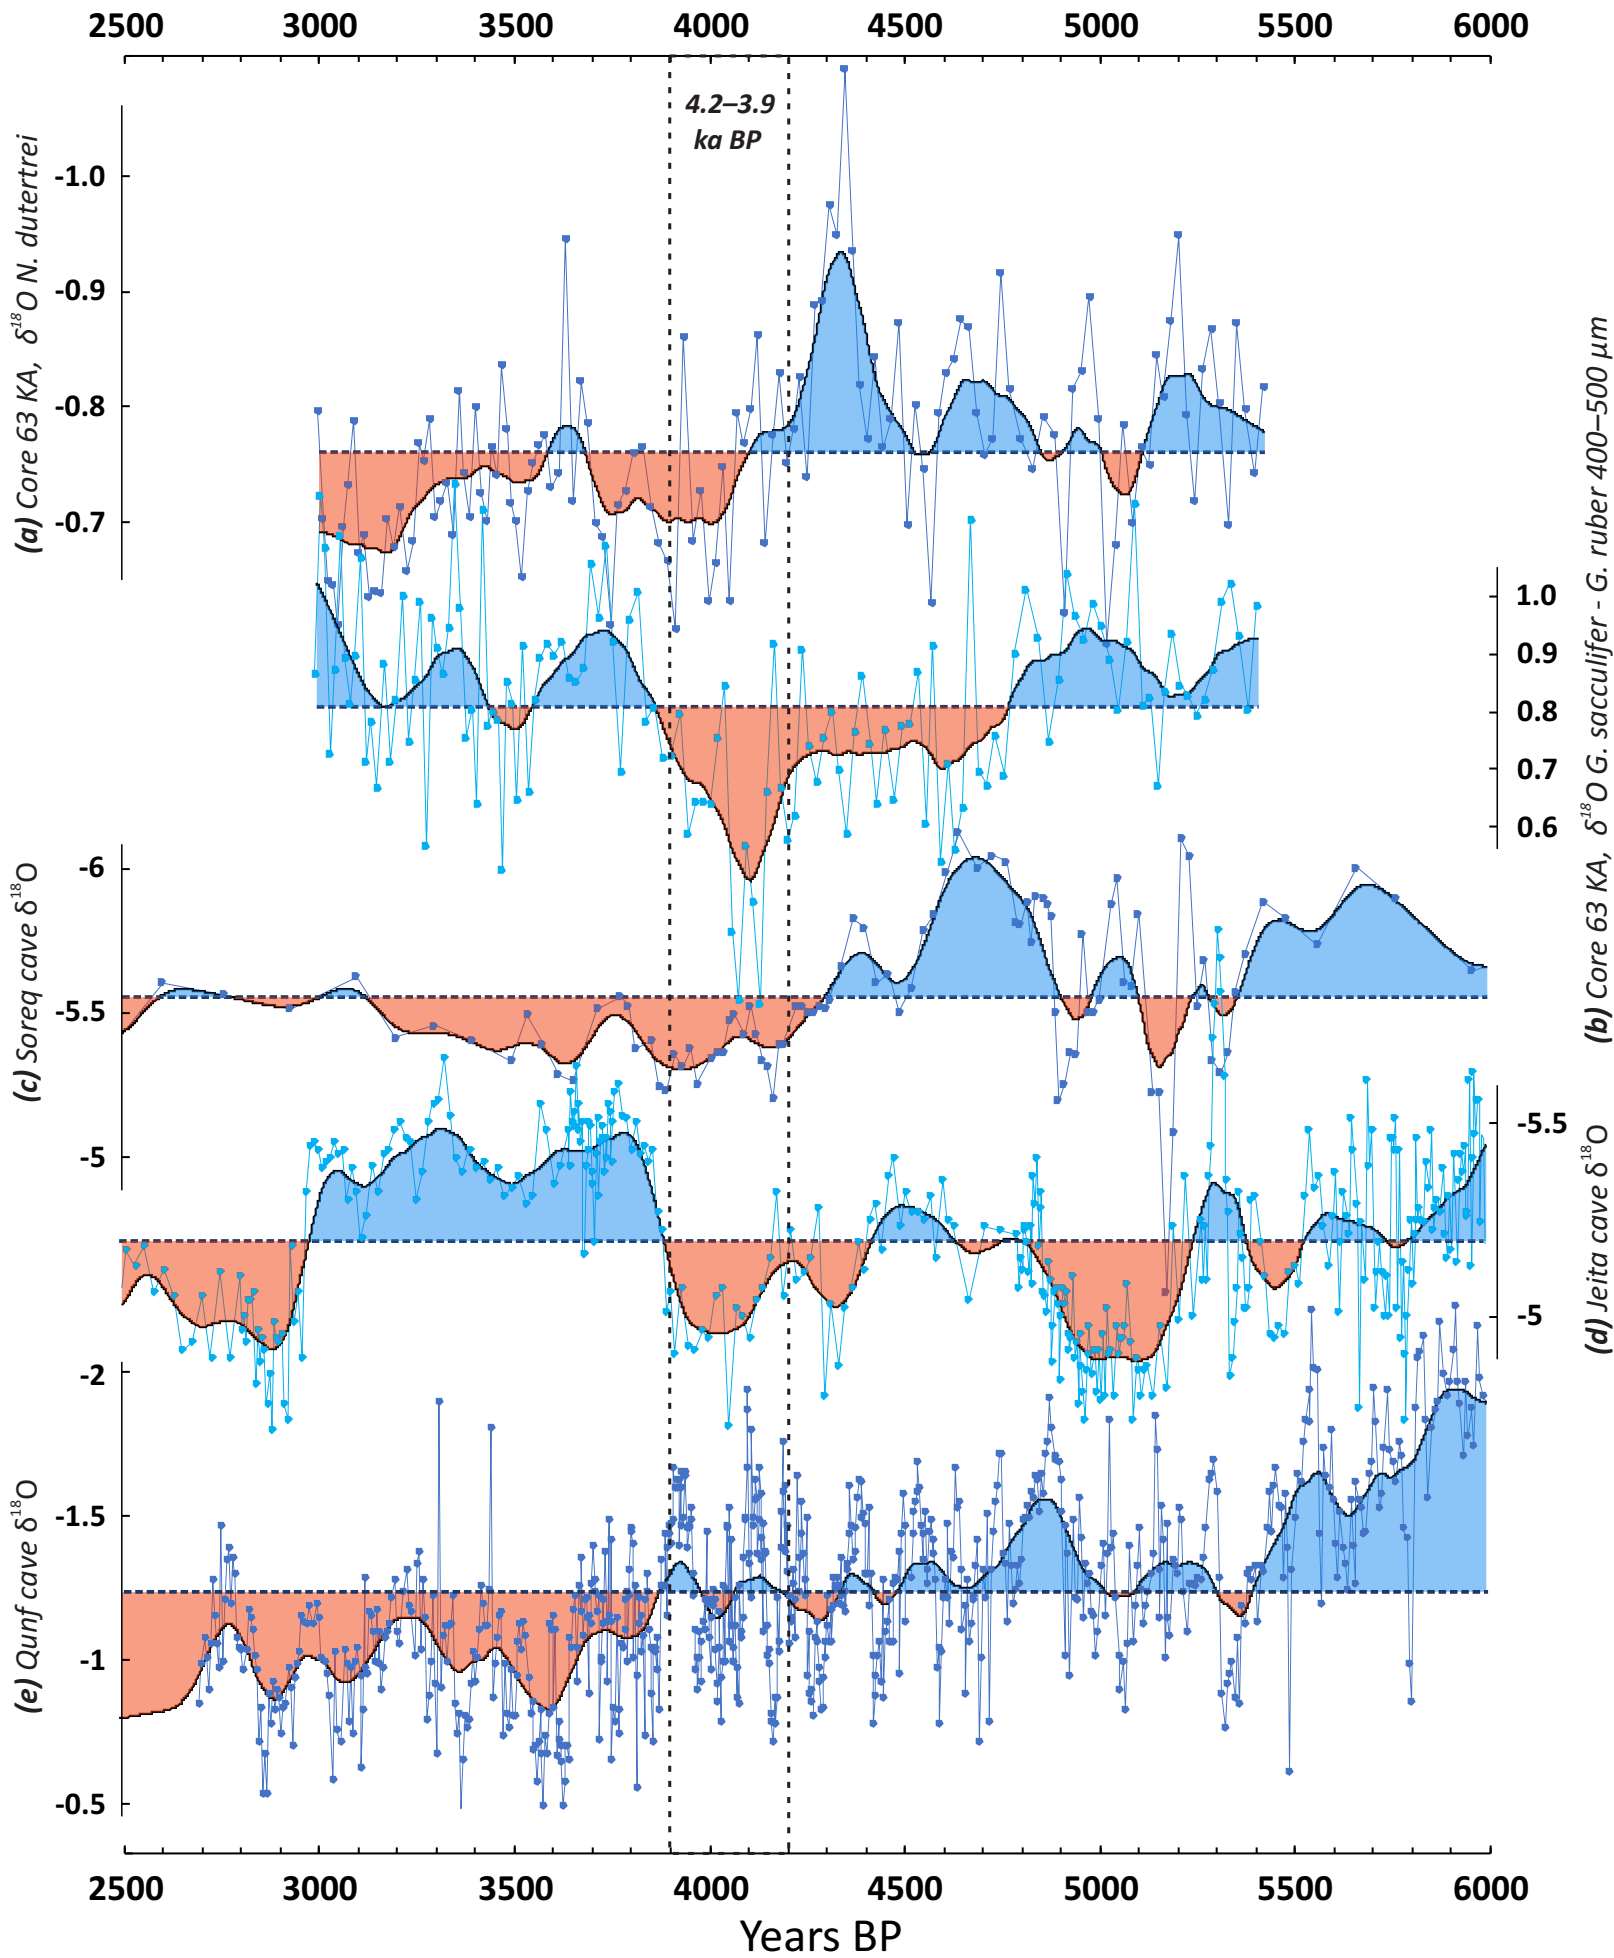 2500 3000 3500 4000 4500 5000 5500 6000
4.2–3.9
ka BP
(a) Core 63 KA, δ¹⁸O N. dutertrei
-1.0
-0.9
-0.8
-0.7
(b) Core 63 KA, δ¹⁸O G. sacculifer - G. ruber 400–500 μm
1.0
0.9
0.8
0.7
0.6
(c) Soreq cave δ¹⁸O
-6
-5.5
-5
(d) Jeita cave δ¹⁸O
-5.5
-5
(e) Qunf cave δ¹⁸O
-2
-1.5
-1
-0.5
2500 3000 3500 4000 4500 5000 5500 6000
Years BP